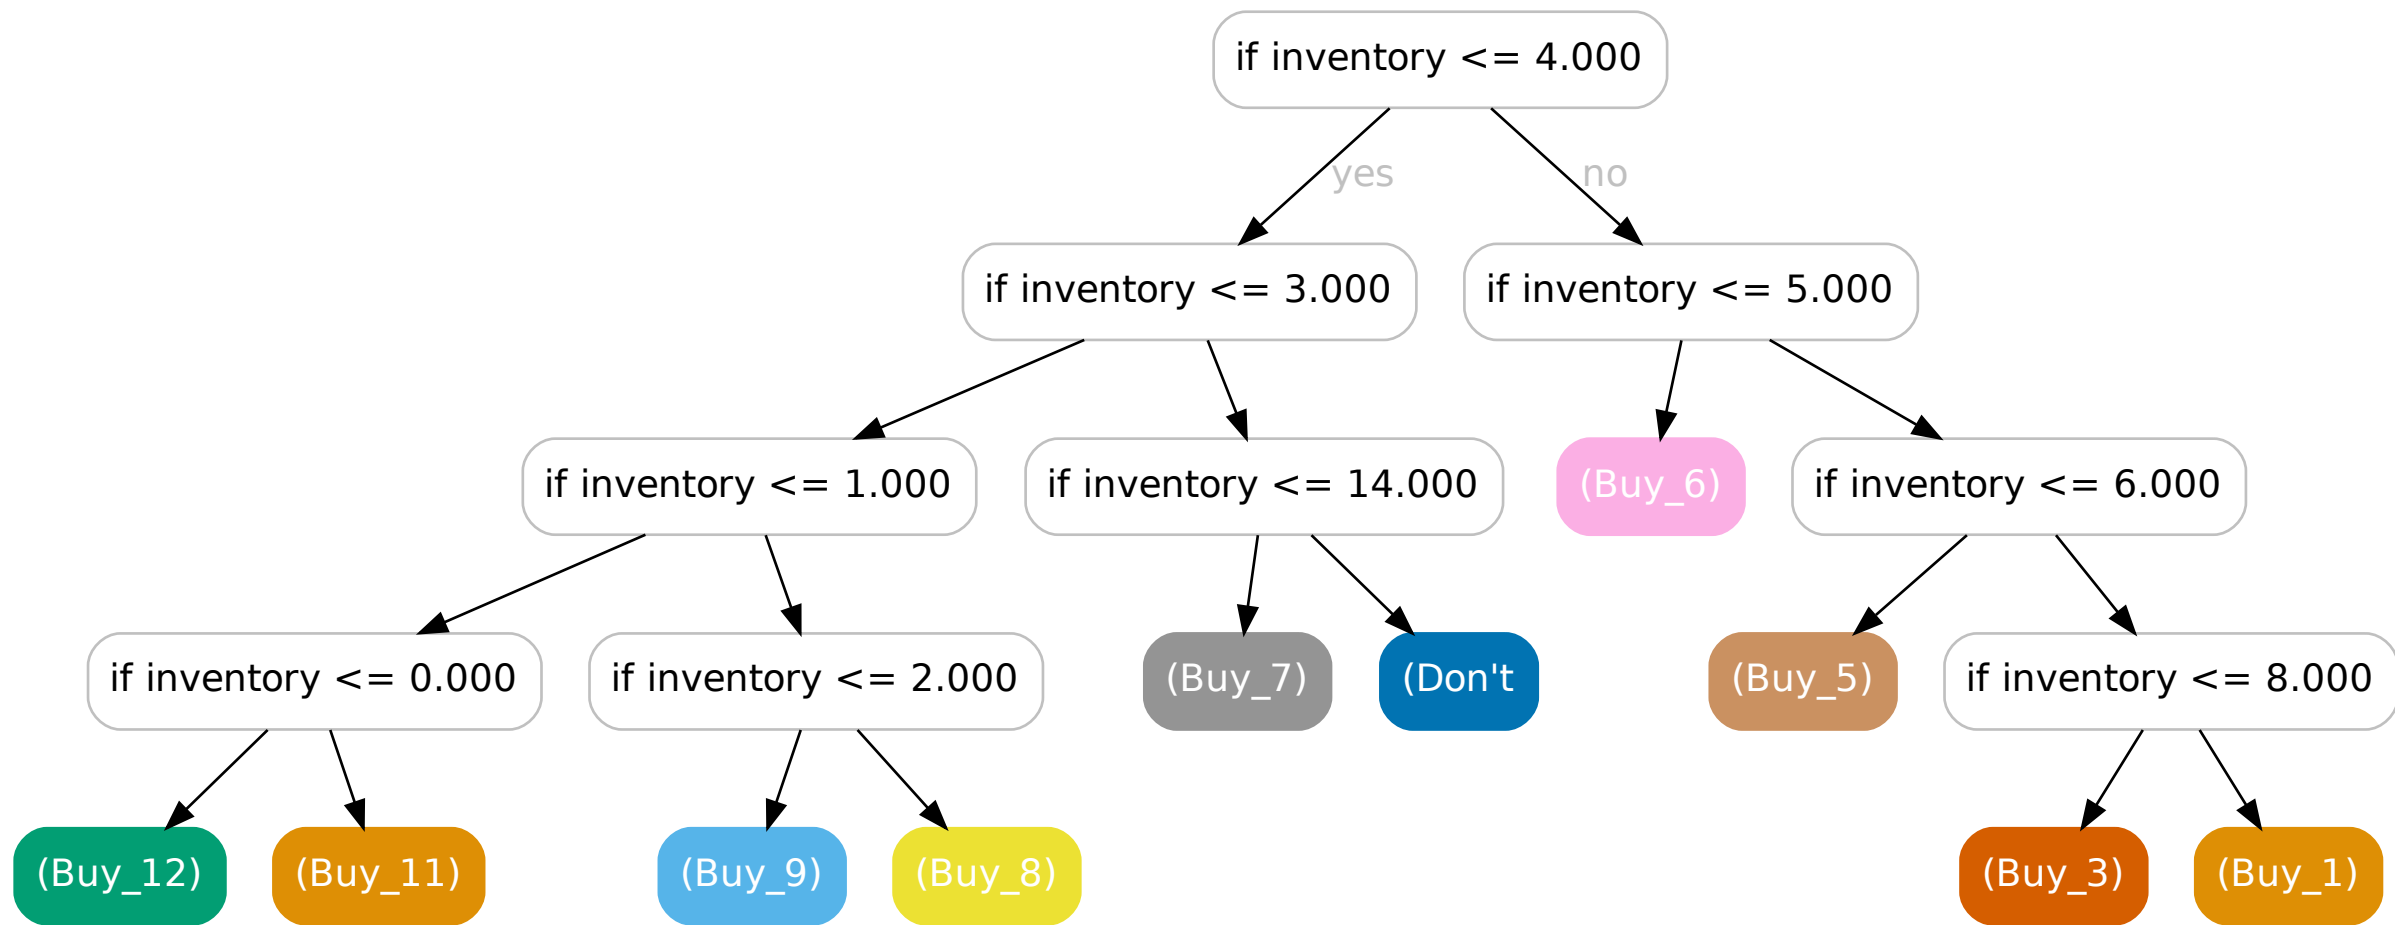 if inventory <= 4.000
yes
no
if inventory <= 3.000
if inventory <= 5.000
if inventory <= 1.000
if inventory <= 14.000
(Buy_6)
if inventory <= 6.000
if inventory <= 0.000
if inventory <= 2.000
(Buy_7)
(Don't
(Buy_5)
if inventory <= 8.000
(Buy_12)
(Buy_11)
(Buy_9)
(Buy_8)
(Buy_3)
(Buy_1)